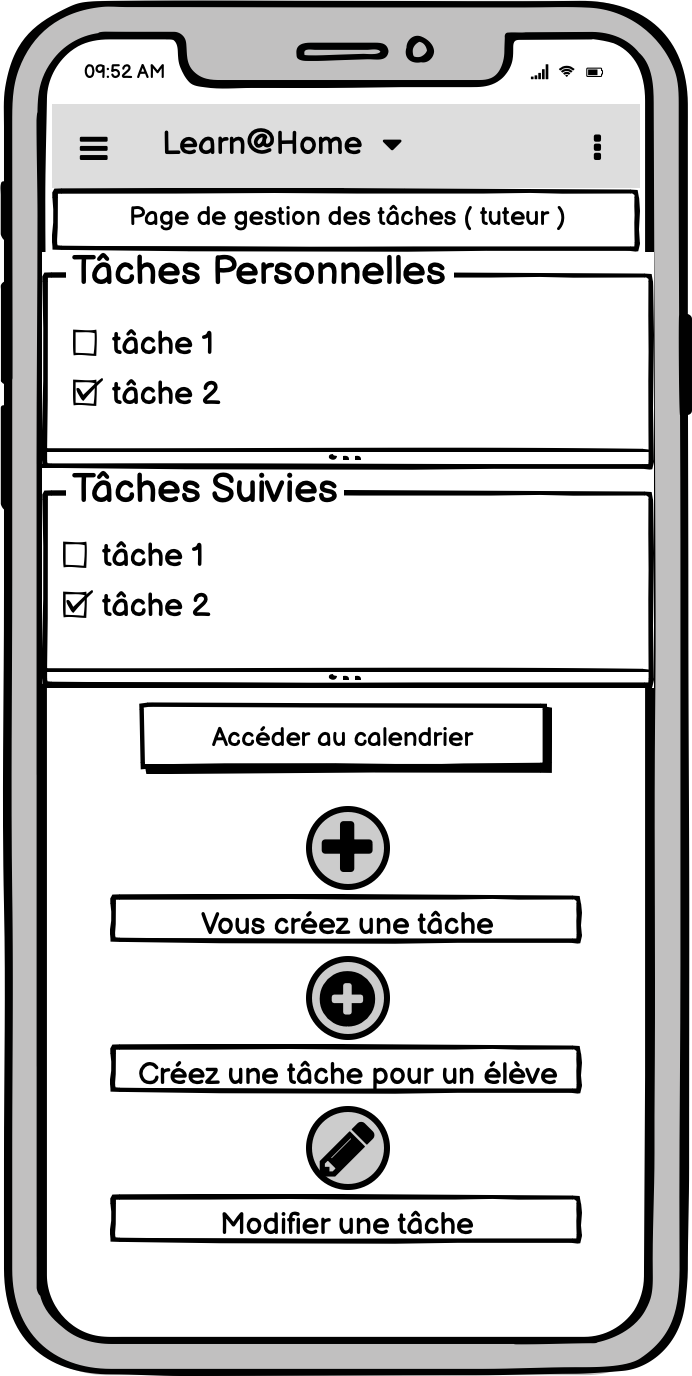 09:52 AM
Learn@Home
Page de gestion des tâches ( tuteur )
Tâches Personnelles
tâche 1
tâche 2
Tâches Suivies
tâche 1
tâche 2
Accéder au calendrier
Vous créez une tâche
Créez une tâche pour un élève
Modifier une tâche